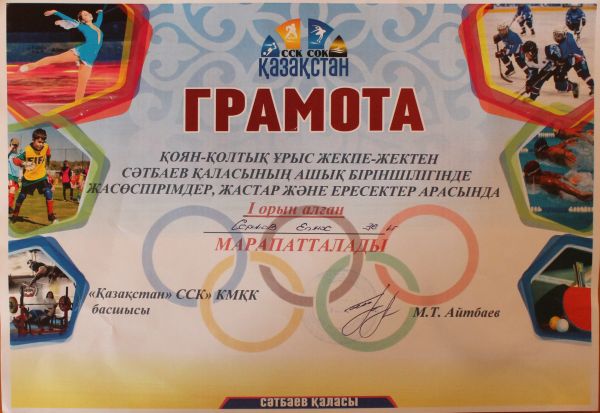 ССК СОК
ҚАЗАҚСТАН
ГРАМОТА
ҚОЯН-ҚОЛТЫҚ ҰРЫС ЖЕКПЕ-ЖЕКТЕН
СӘТБАЕВ ҚАЛАСЫНЫҢ АШЫҚ БІРІНШІЛІГІНДЕ
ЖАСӨСПІРІМДЕР, ЖАСТАР ЖӘНЕ ЕРЕСЕКТЕР АРАСЫНДА
I орын алған
МАРАПАТТАЛАДЫ
«Қазақстан» ССК» КМҚК
басшысы
М.Т. Айтбаев
СӘТБАЕВ ҚАЛАСЫ